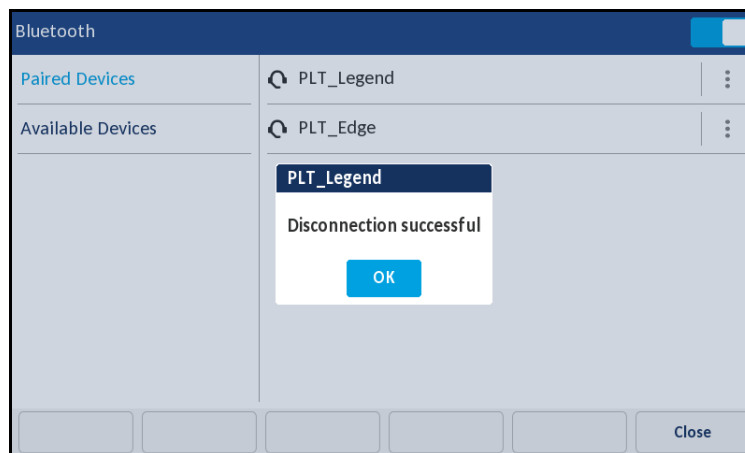 Bluetooth
Paired Devices
PLT_Legend
Available Devices
PLT_Edge
PLT_Legend
Disconnection successful
OK
Close